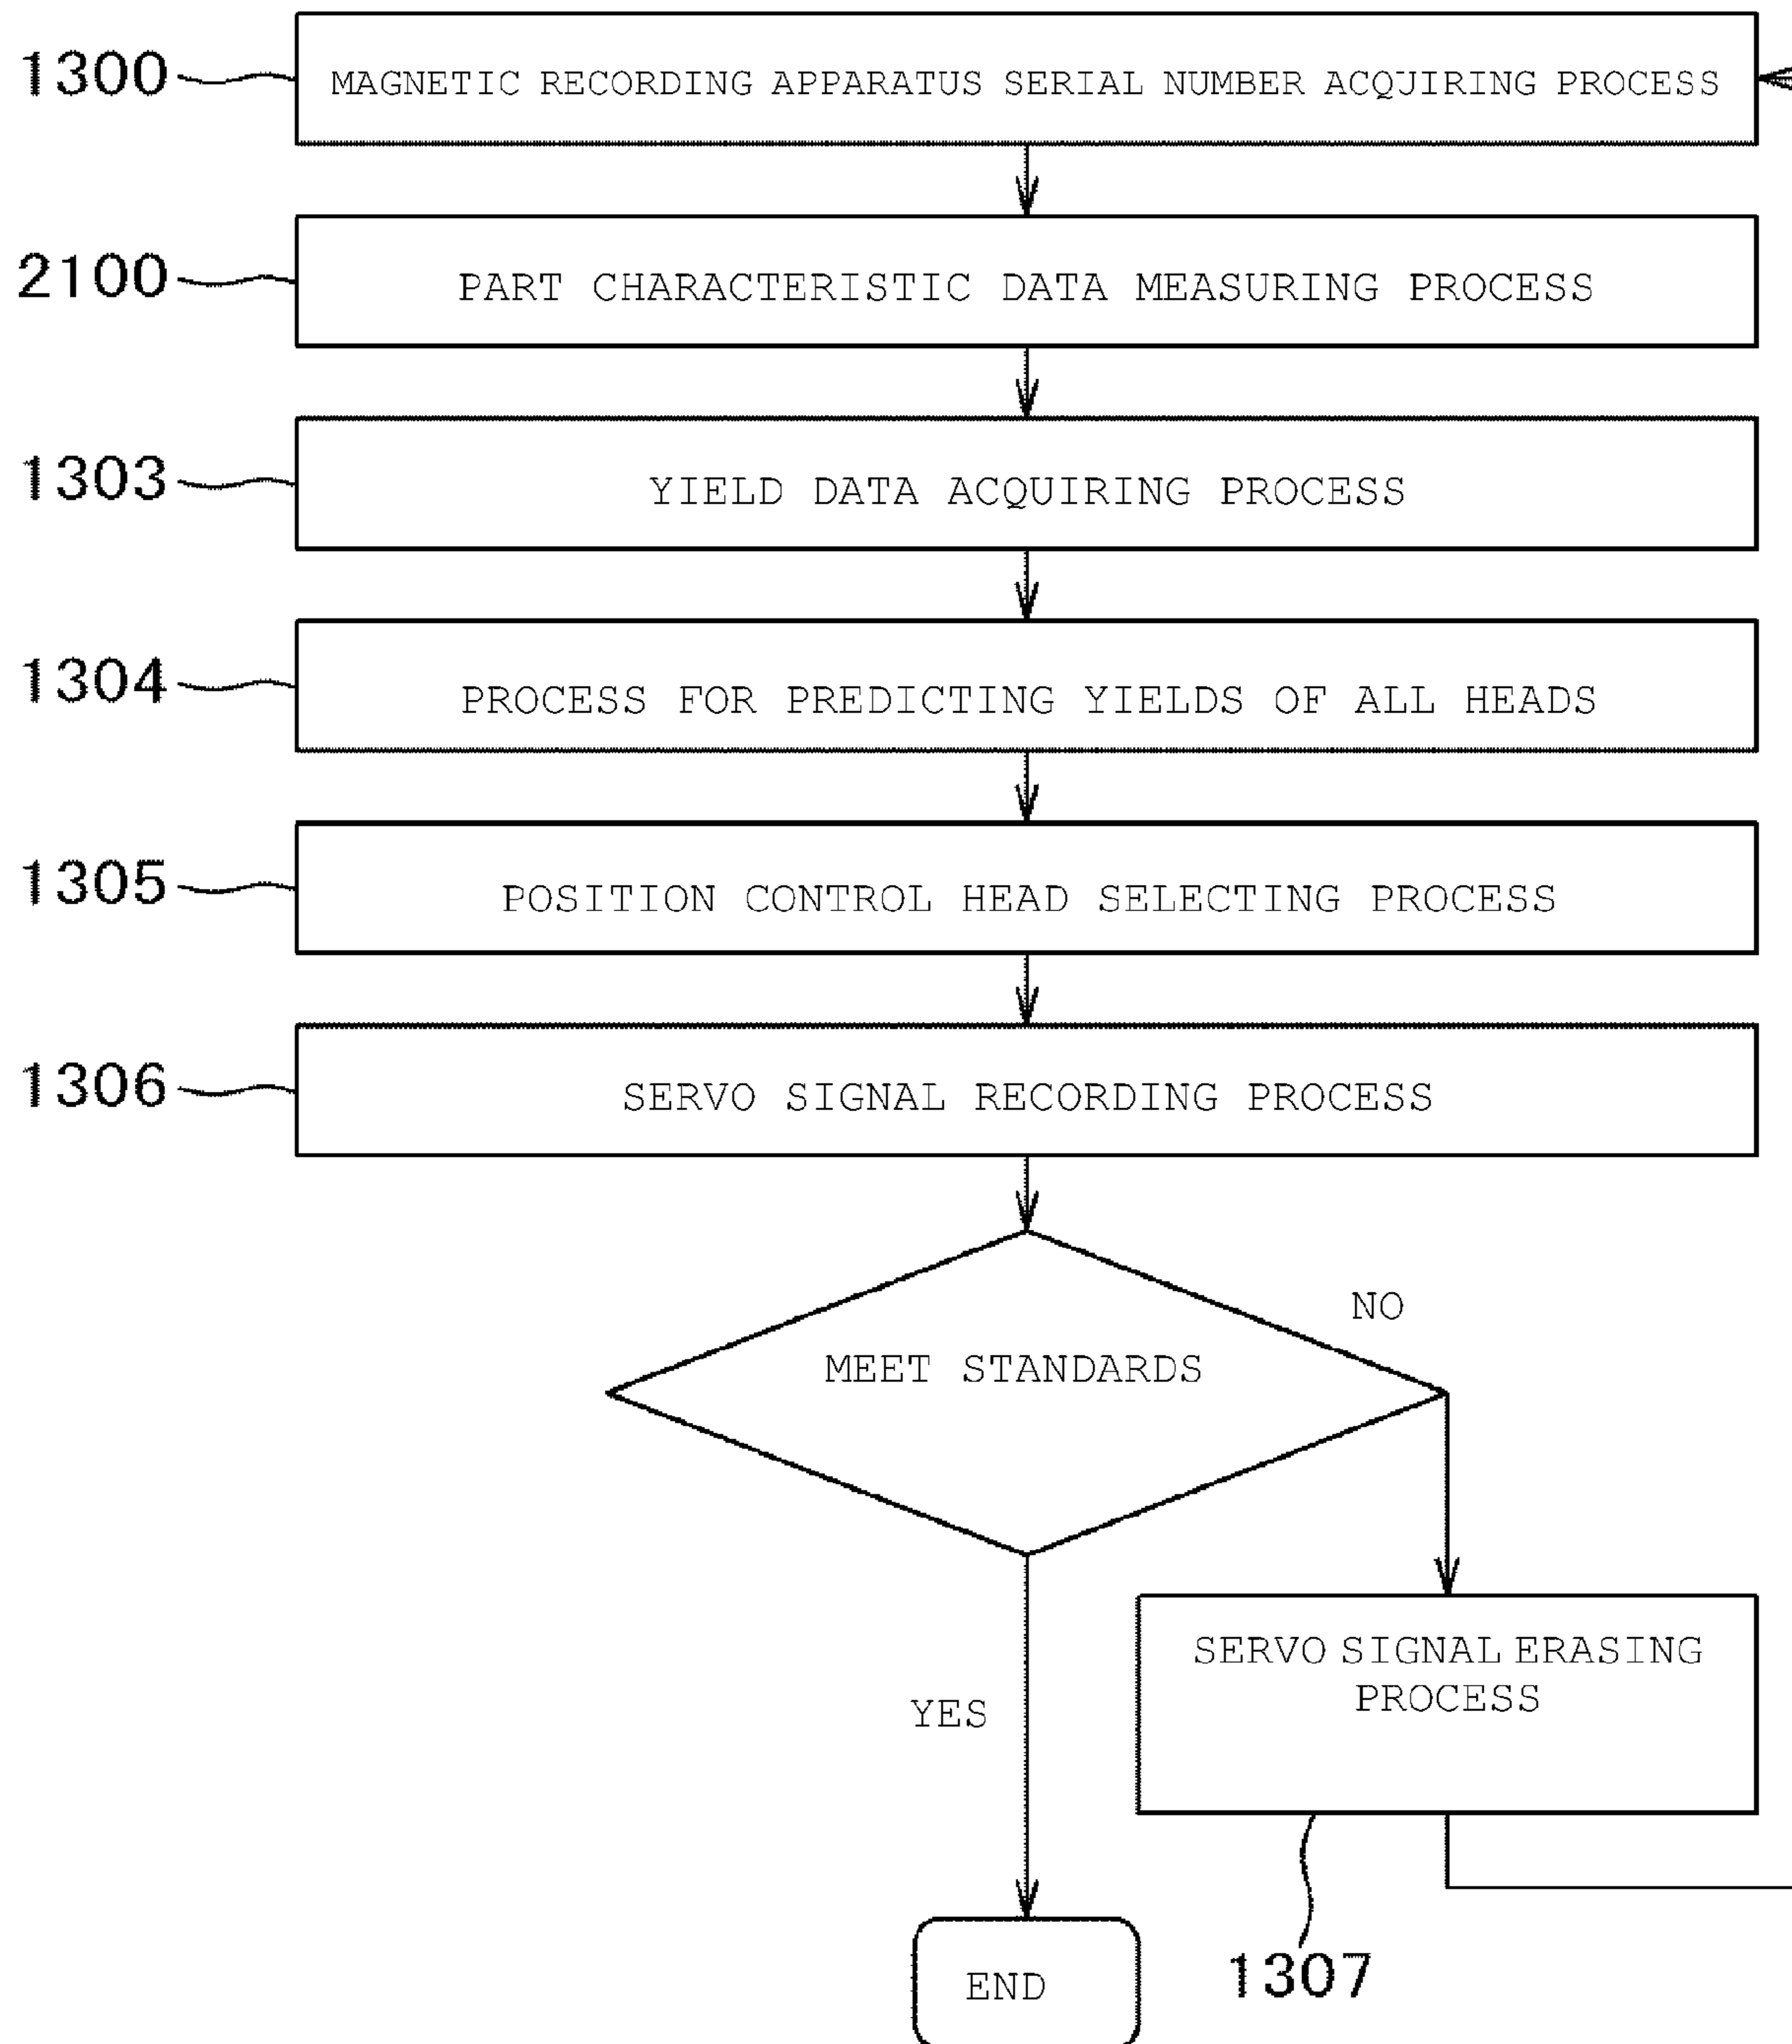 1300
MAGNETIC RECORDING APPARATUS SERIAL NUMBER ACQUIRING PROCESS
2100
PART CHARACTERISTIC DATA MEASURING PROCESS
1303
YIELD DATA ACQUIRING PROCESS
1304
PROCESS FOR PREDICTING YIELDS OF ALL HEADS
1305
POSITION CONTROL HEAD SELECTING PROCESS
1306
SERVO SIGNAL RECORDING PROCESS
NO
MEET STANDARDS
SERVO SIGNAL ERASING
PROCESS
YES
1307
END